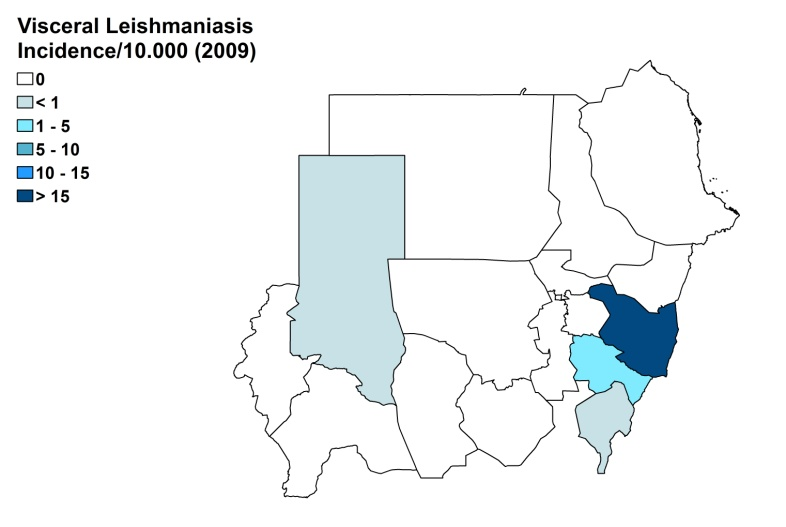 Visceral Leishmaniasis
Incidence/10.000 (2009)
0
< 1
1 - 5
5 - 10
10 - 15
> 15